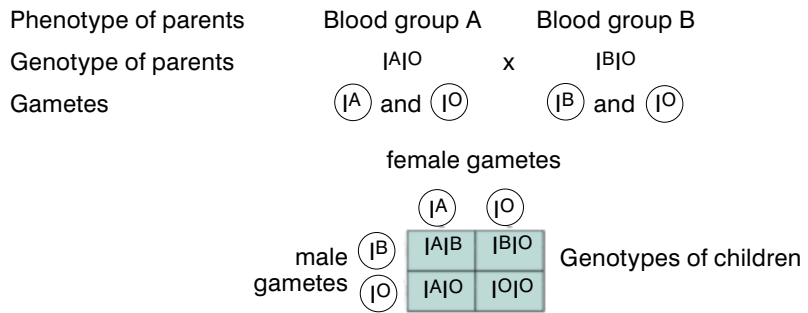 Phenotype of parents Blood group A Blood group B
Genotype of parents IAIO x IBIO
Gametes IA and IO IB and IO
female gametes
IA IO
male gametes
IB IAIB IBIO Genotypes of children
IO IAIO IOIO